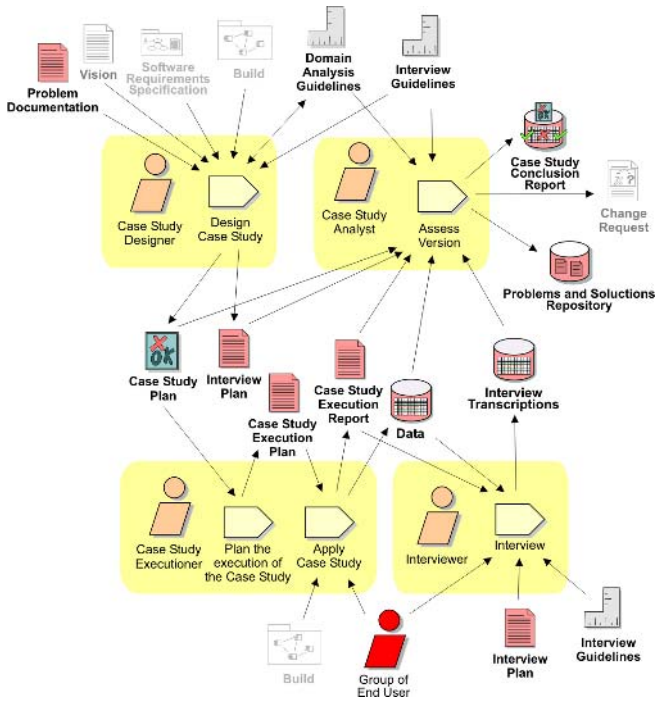 Vision
Software
Requirements
Specification
Build
Problem
Documentation
Domain
Analysis
Guidelines
Interview
Guidelines
Case Study
Designer
Design
Case Study
Case Study
Analyst
Assess
Version
Case Study
Conclusion
Report
Change
Request
Problems and Soluctions
Repository
OK
Case Study
Plan
Interview
Plan
Case Study
Execution
Plan
Case Study
Execution
Report
Data
Interview
Transcriptions
Case Study
Executioner
Plan the
execution of
the Case Study
Apply
Case Study
Interviewer
Interview
Build
Group of
End User
Interview
Plan
Interview
Guidelines